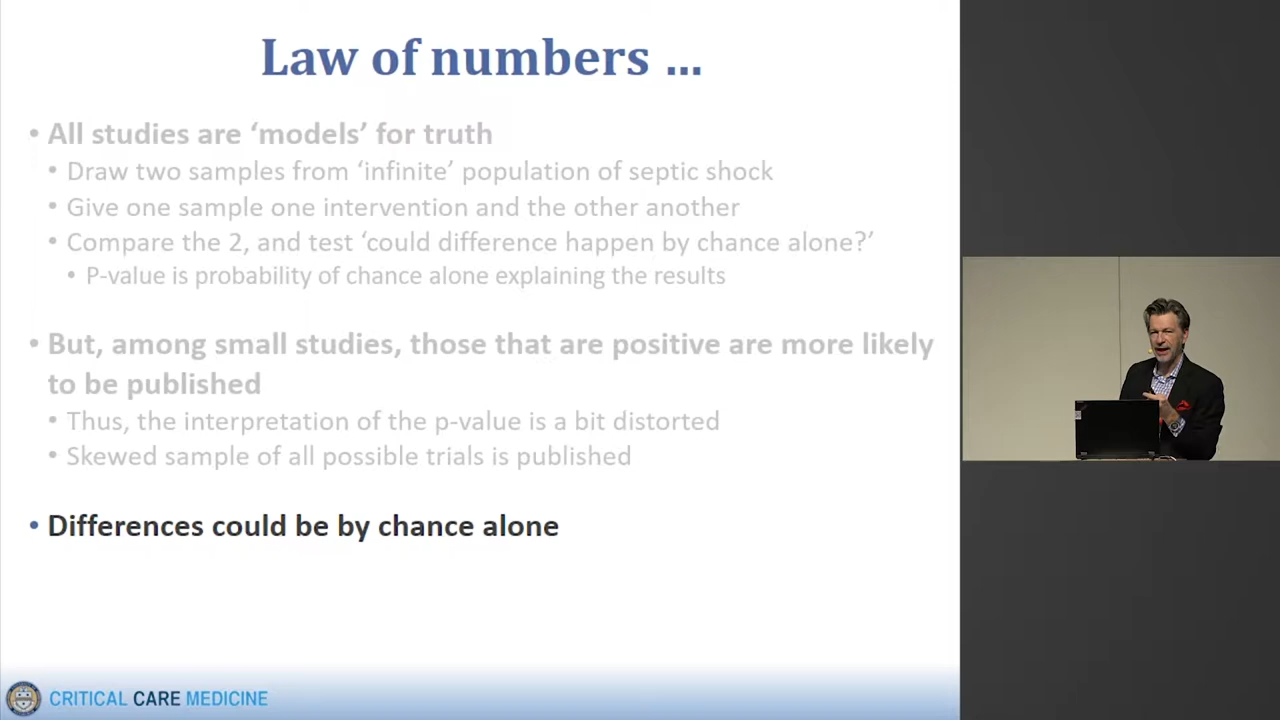 Law of numbers ...
• All studies are ‘models’ for truth
• Draw two samples from ‘infinite’ population of septic shock
• Give one sample one intervention and the other another
• Compare the 2, and test ‘could difference happen by chance alone?’
• P-value is probability of chance alone explaining the results
• But, among small studies, those that are positive are more likely
to be published
• Thus, the interpretation of the p-value is a bit distorted
• Skewed sample of all possible trials is published
• Differences could be by chance alone
CRITICAL CARE MEDICINE